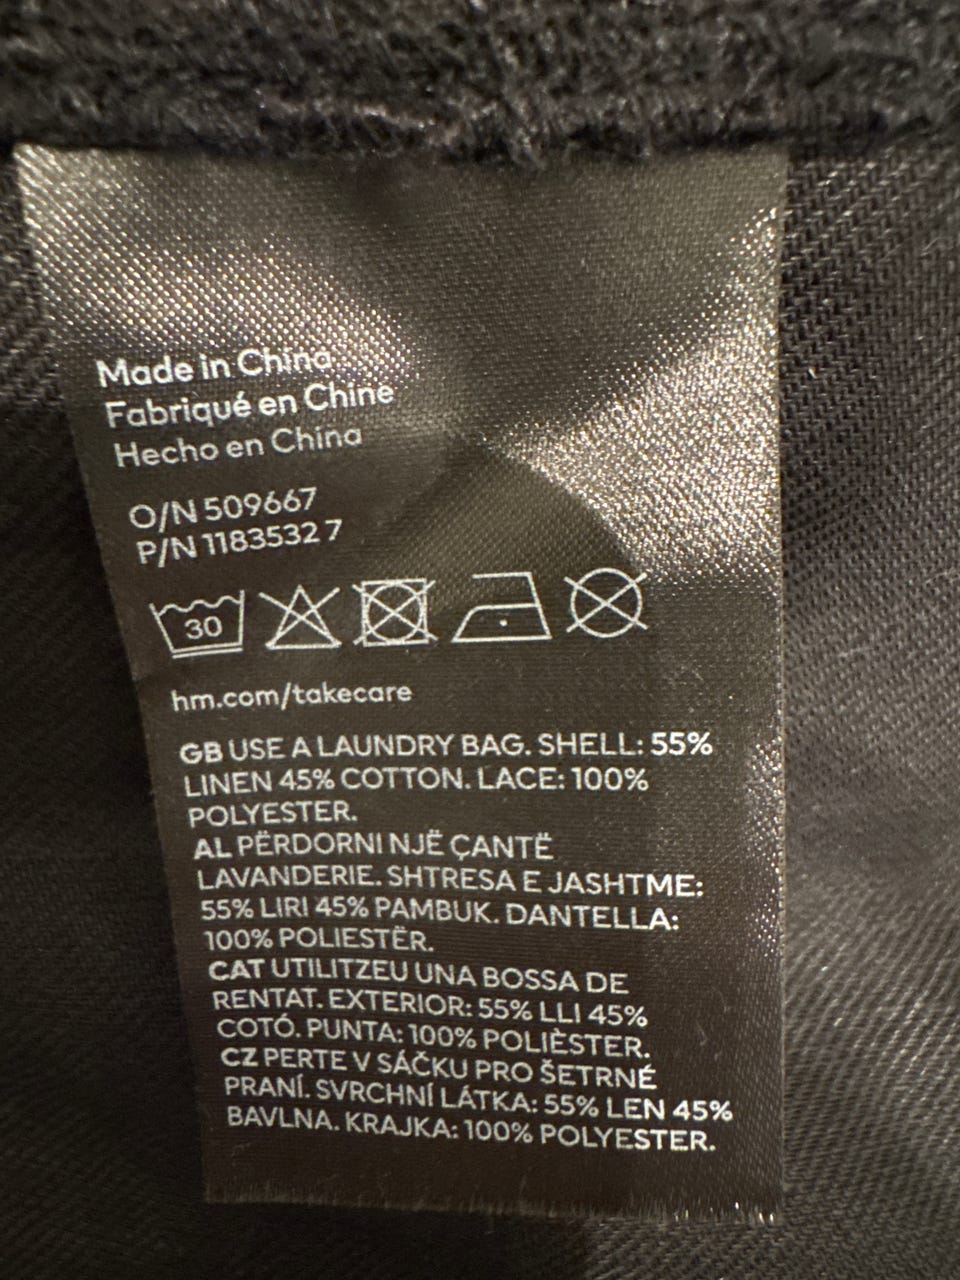 Made in China
Fabriqué en Chine
Hecho en China
O/N 509667
P/N 1183532 7
30
hm.com/takecare
GB USE A LAUNDRY BAG. SHELL: 55%
LINEN 45% COTTON. LACE: 100%
POLYESTER.
AL PËRDORNI NJË ÇANTË
LAVANDERIE. SHTRESA E JASHTME:
55% LIRI 45% PAMBUK. DANTELLA:
100% POLIESTËR.
CAT UTILITZEU UNA BOSSA DE
RENTAT. EXTERIOR: 55% LLI 45%
COTÓ. PUNTA: 100% POLIÈSTER.
CZ PERTE V SÁČKU PRO ŠETRNÉ
PRANÍ. SVRCHNÍ LÁTKA: 55% LEN 45%
BAVLNA. KRAJKA: 100% POLYESTER.